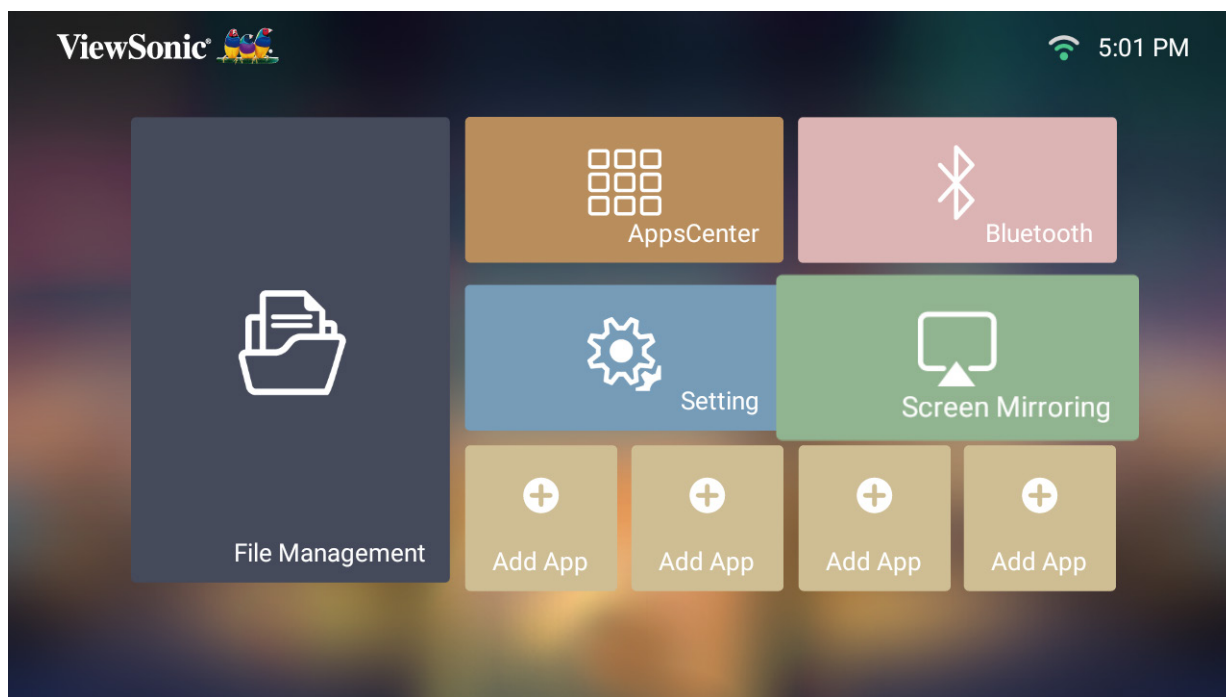 ViewSonic®
5:01 PM
AppsCenter
Bluetooth
Setting
Screen Mirroring
File Management
Add App
Add App
Add App
Add App